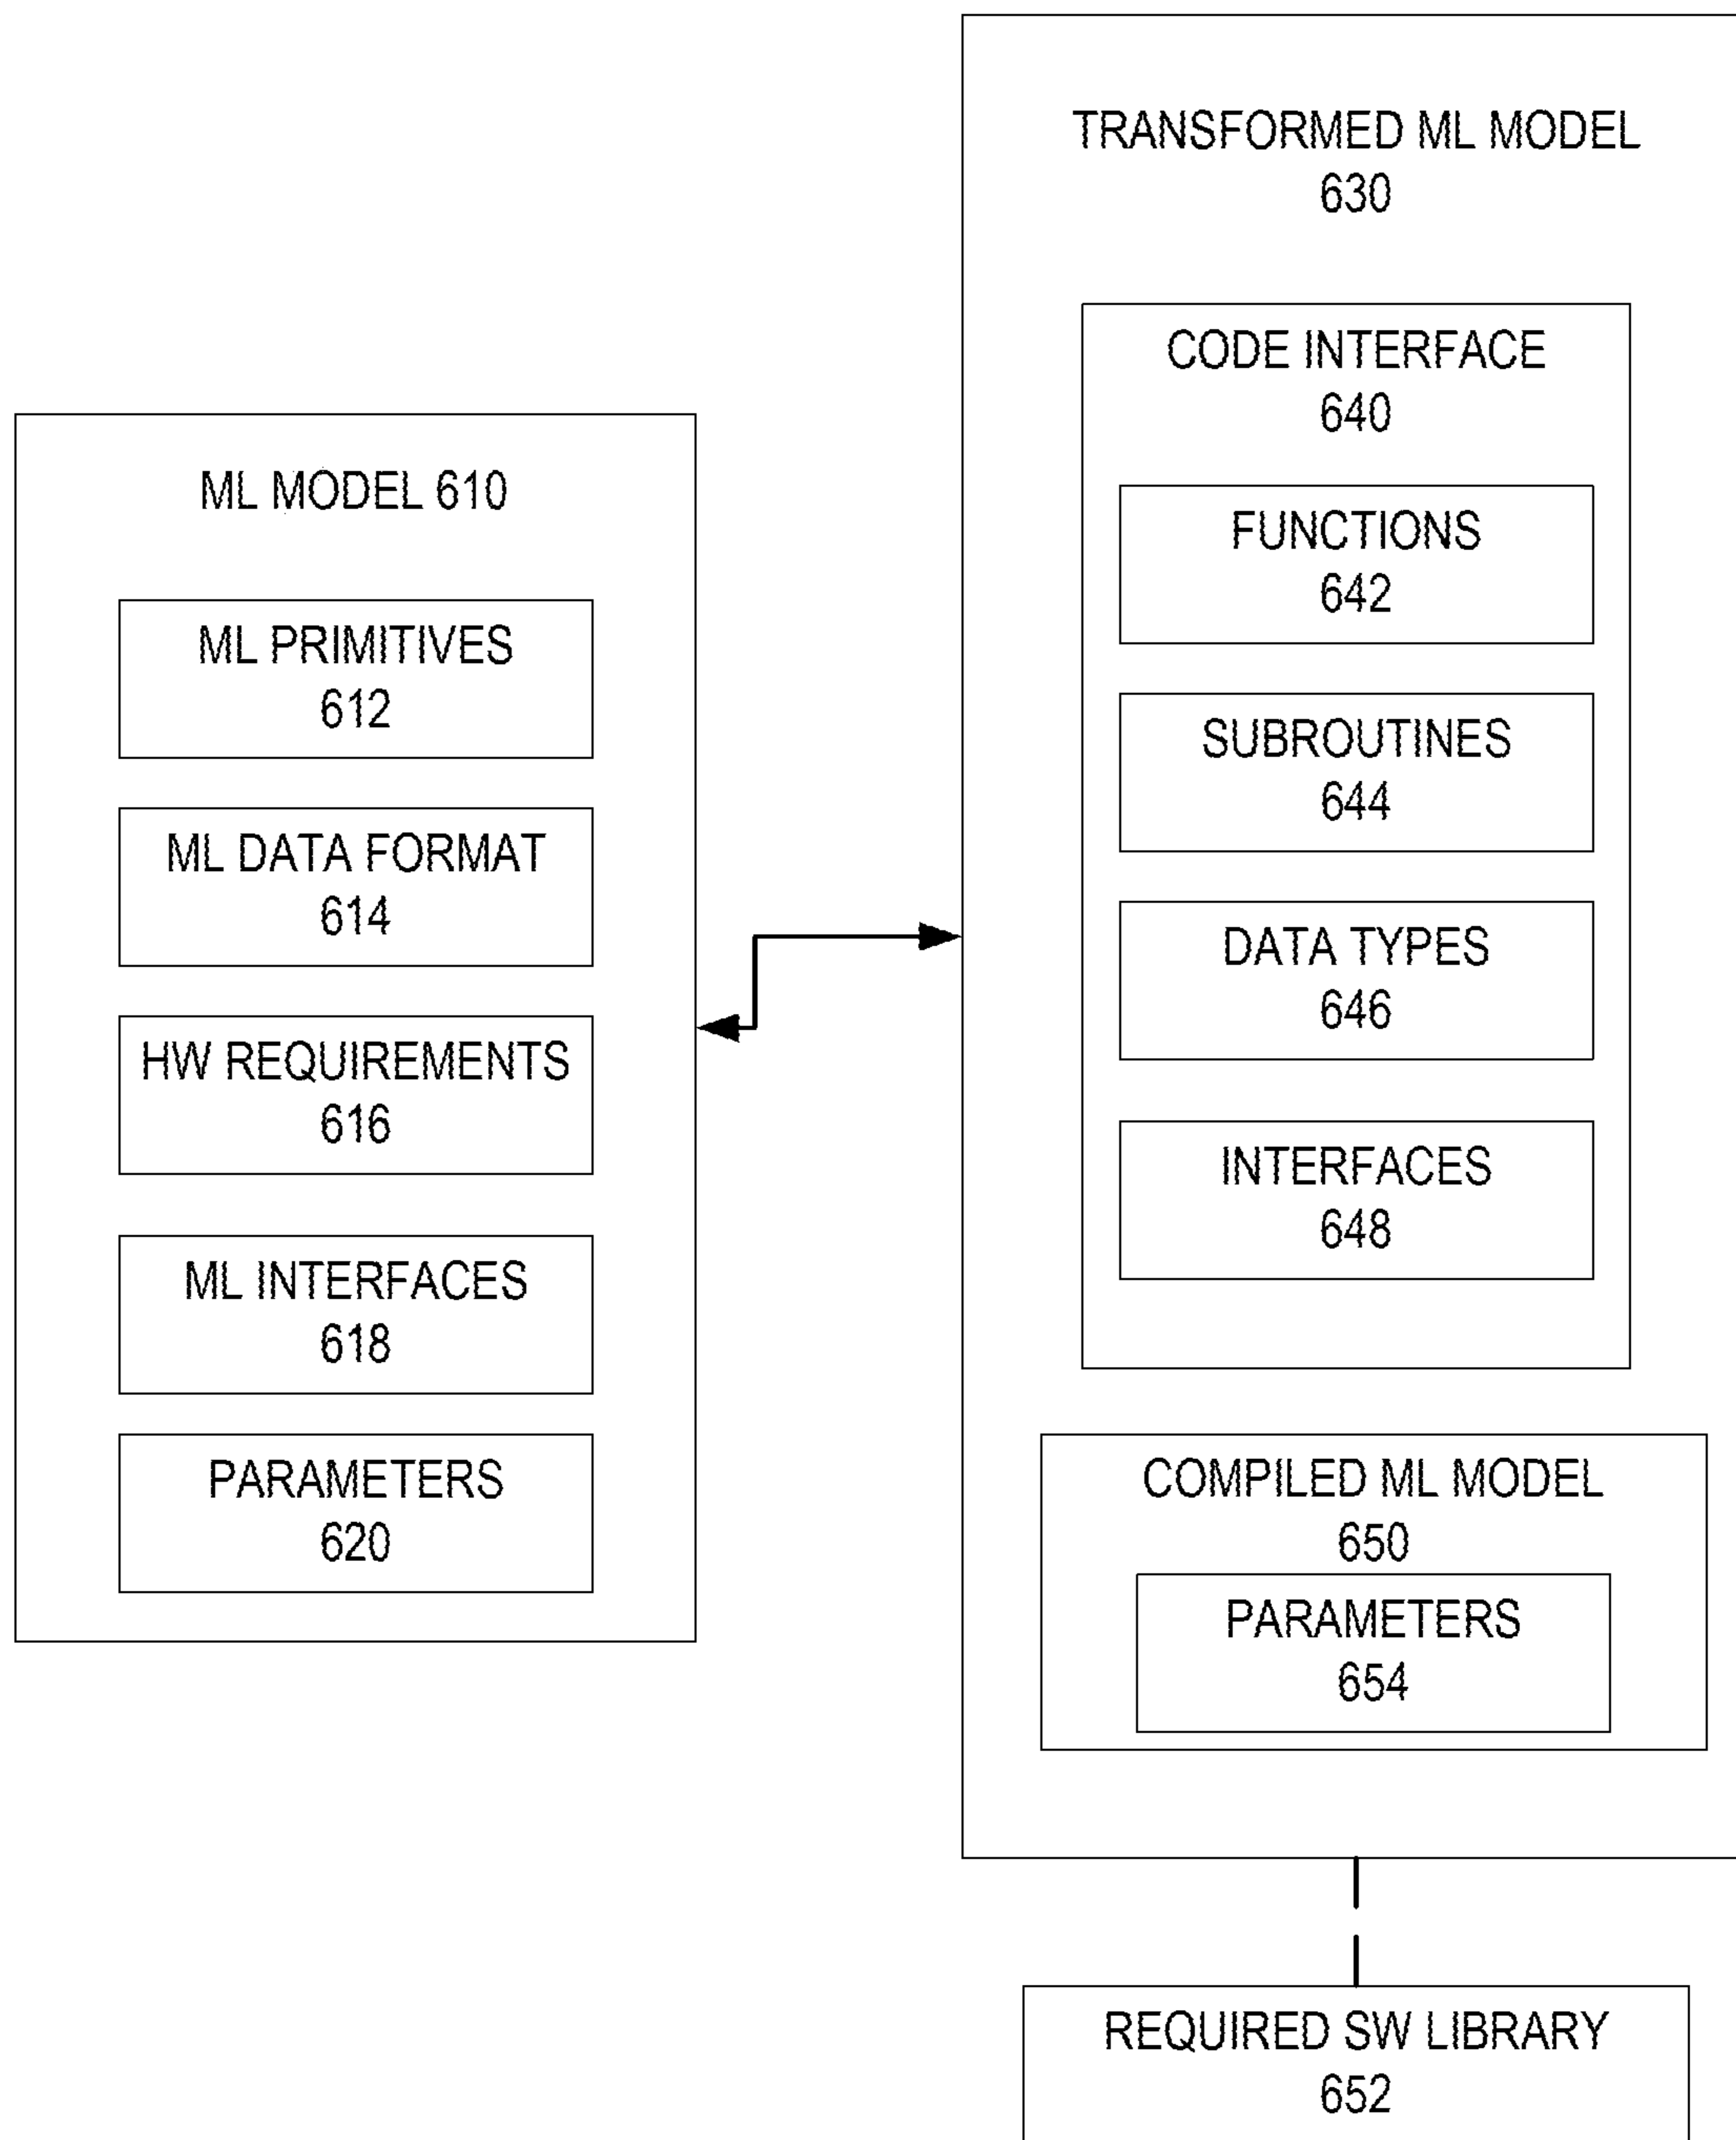 ML MODEL 610
ML PRIMITIVES
612
ML DATA FORMAT
614
HW REQUIREMENTS
616
ML INTERFACES
618
PARAMETERS
620
TRANSFORMED ML MODEL
630
CODE INTERFACE
640
FUNCTIONS
642
SUBROUTINES
644
DATA TYPES
646
INTERFACES
648
COMPILED ML MODEL
650
PARAMETERS
654
REQUIRED SW LIBRARY
652